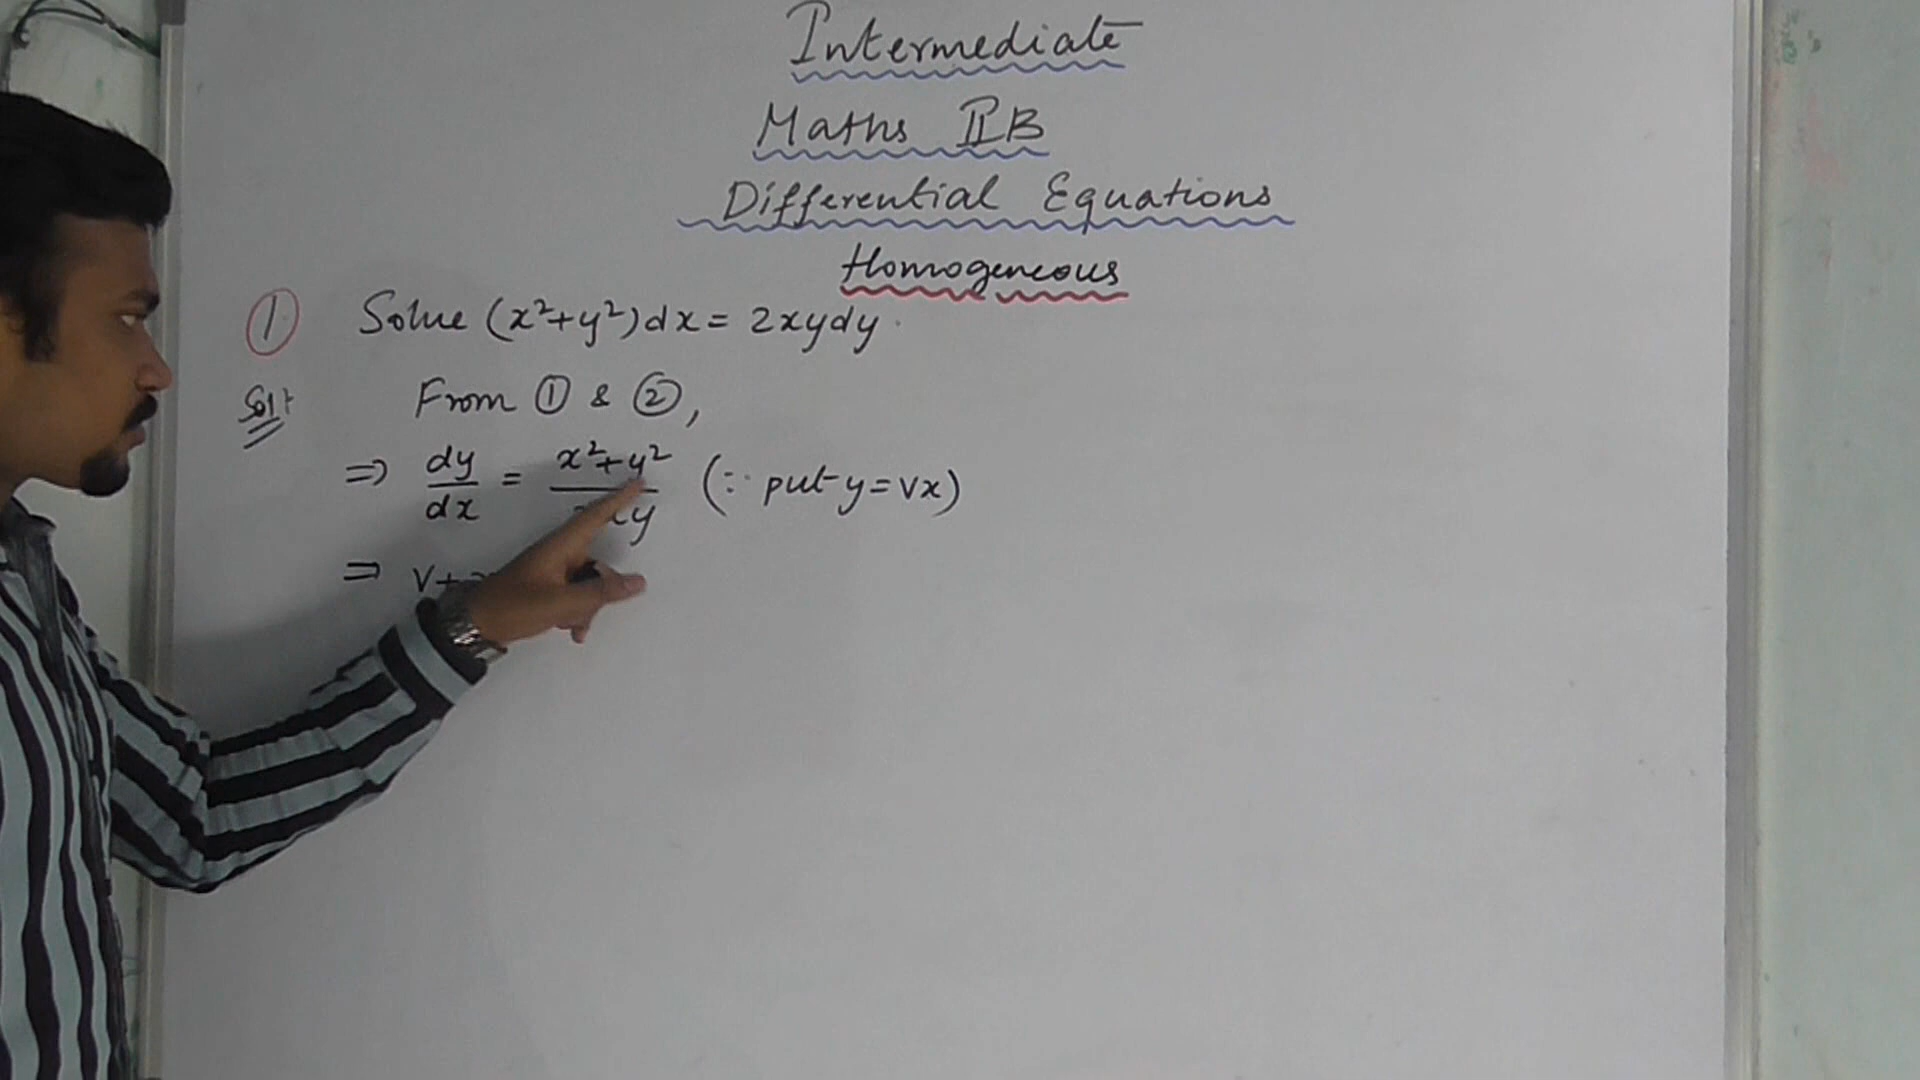 Intermediate
Maths IIB
Differential Equations
Homogeneous
① Solve (x²+y²)dx = 2xydy.
Sol: From ① & ②,
⇒ dy/dx = x²+y²/ y (∵ put y=vx)
⇒ v+